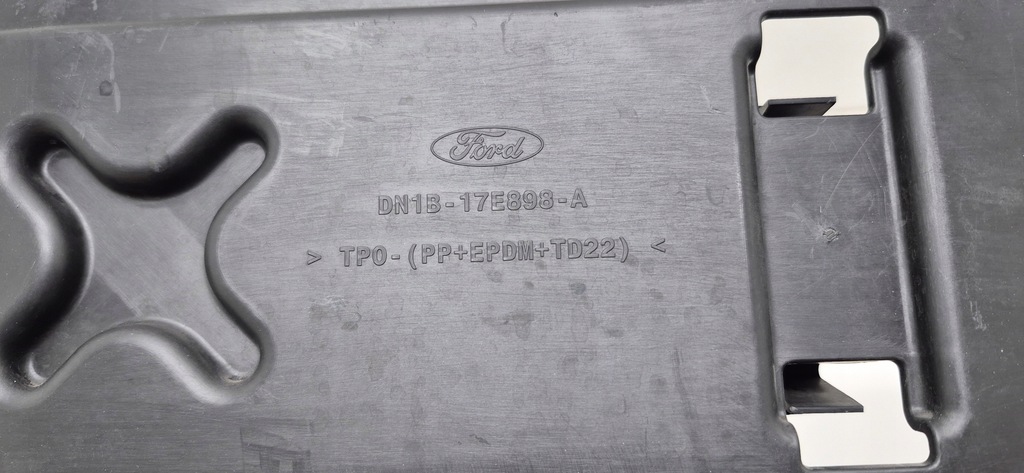 Ford
DN1B-17E898-A
> TPO-(PP+EPDM+TD22) <